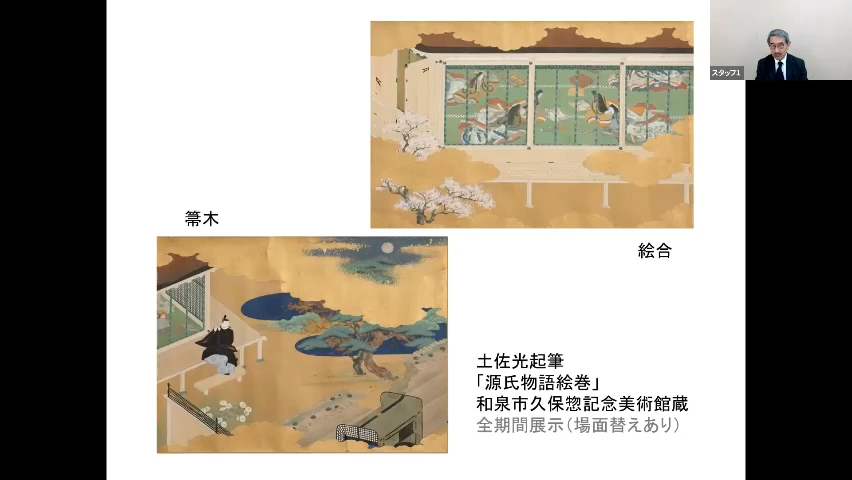 スタッフ1
帚木
絵合
土佐光起筆
「源氏物語絵巻」
和泉市久保惣記念美術館蔵
全期間展示(場面替えあり)